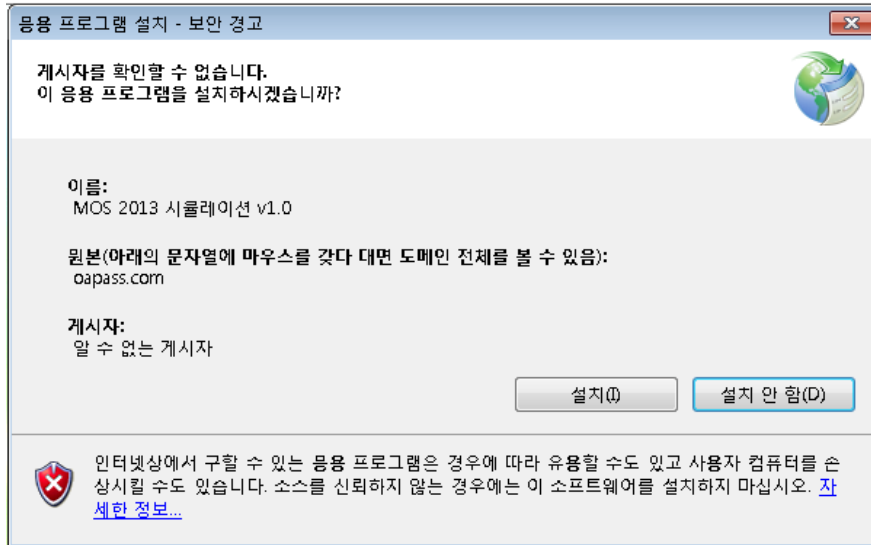 응용 프로그램 설치 - 보안 경고
게시자를 확인할 수 없습니다.
이 응용 프로그램을 설치하시겠습니까?
이름:
MOS 2013 시뮬레이션 v1.0
원본(아래의 문자열에 마우스를 갖다 대면 도메인 전체를 볼 수 있음):
oapass.com
게시자:
알 수 없는 게시자
설치(I)
설치 안 함(D)
인터넷상에서 구할 수 있는 응용 프로그램은 경우에 따라 유용할 수도 있고 사용자 컴퓨터를 손
상시킬 수도 있습니다. 소스를 신뢰하지 않는 경우에는 이 소프트웨어를 설치하지 마십시오. 자
세한 정보...